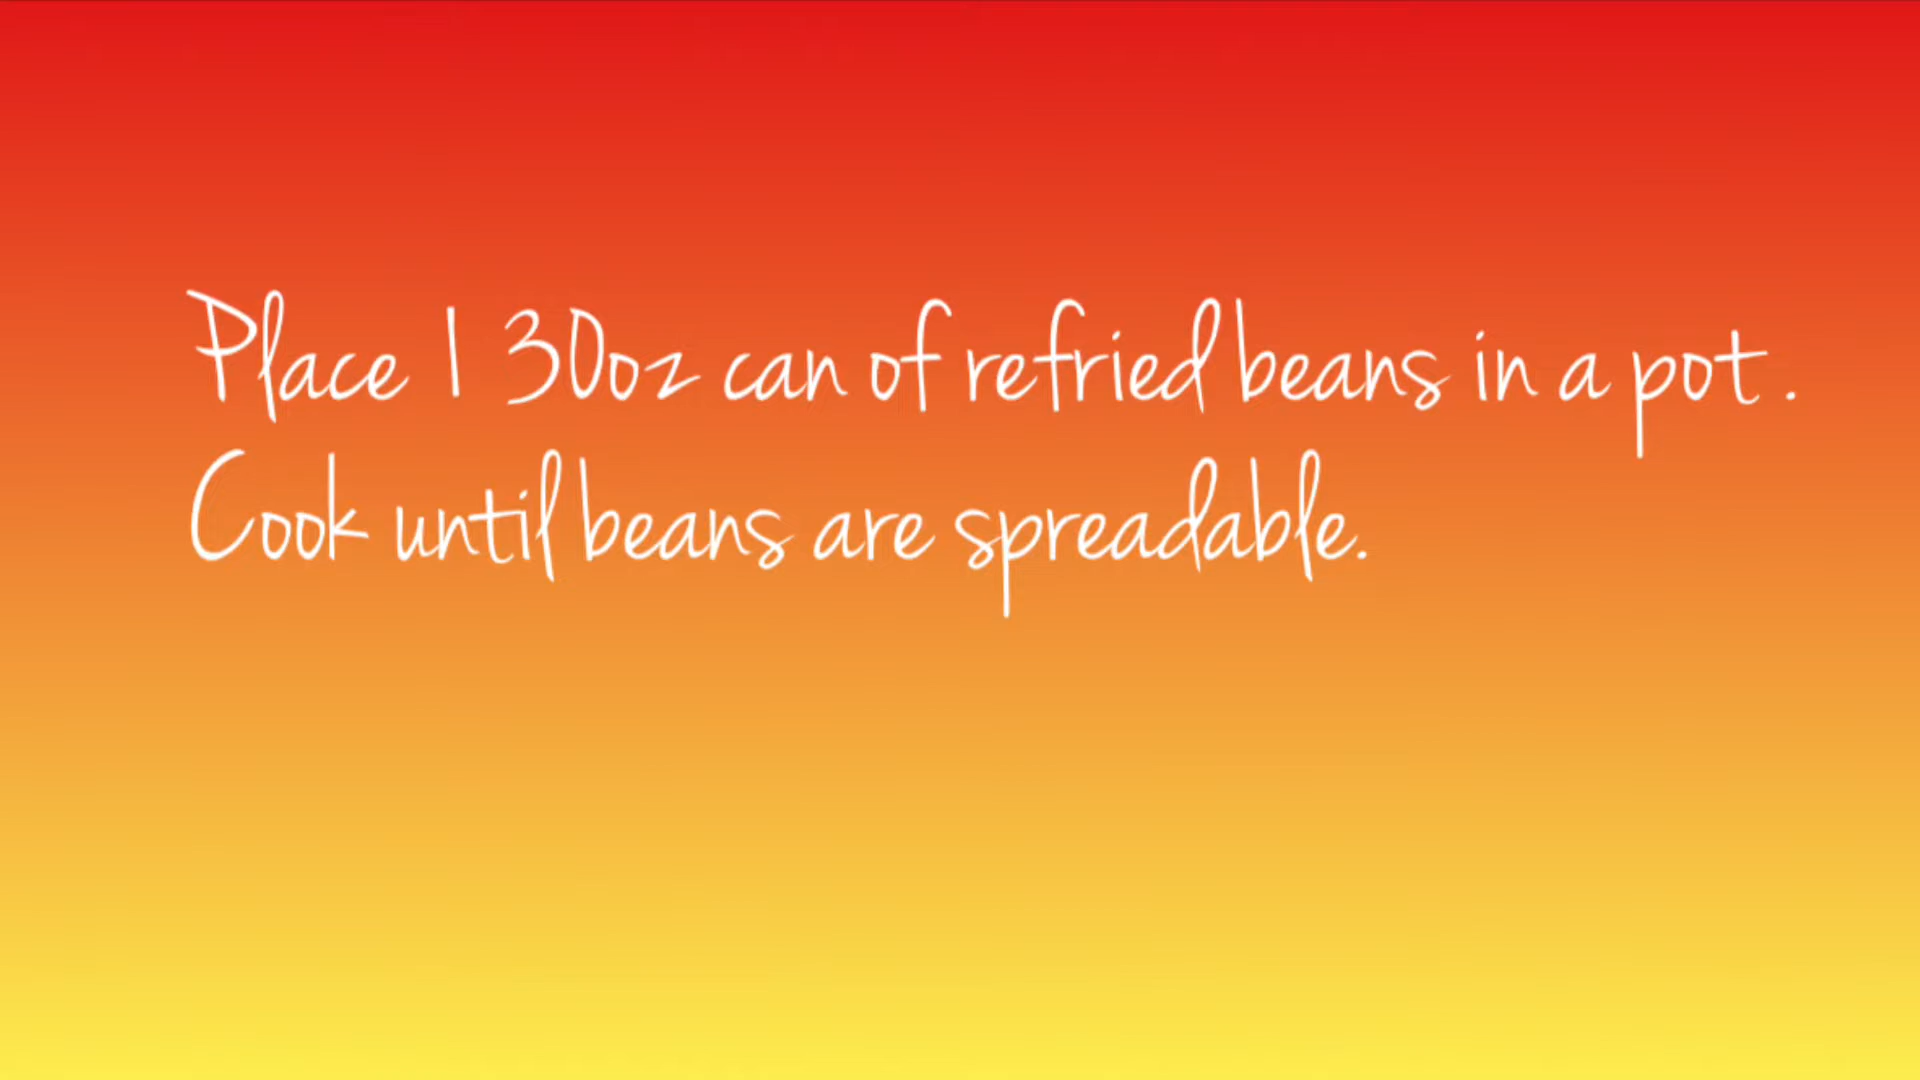 Place 1 30oz can of refried beans in a pot .
Cook until beans are spreadable.